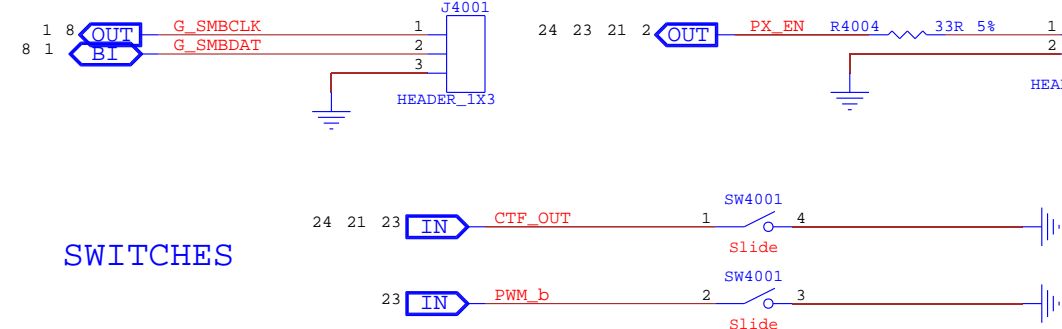 J4001
1 8 OUT G_SMBCLK 1
8 1 BI G_SMBDAT 2
3
HEADER_1X3
24 23 21 2 OUT PX_EN R4004 33R 5% 1
2
SWITCHES
SW4001
24 21 23 IN CTF_OUT 1 4
Slide
SW4001
23 IN PWM_b 2 3
Slide